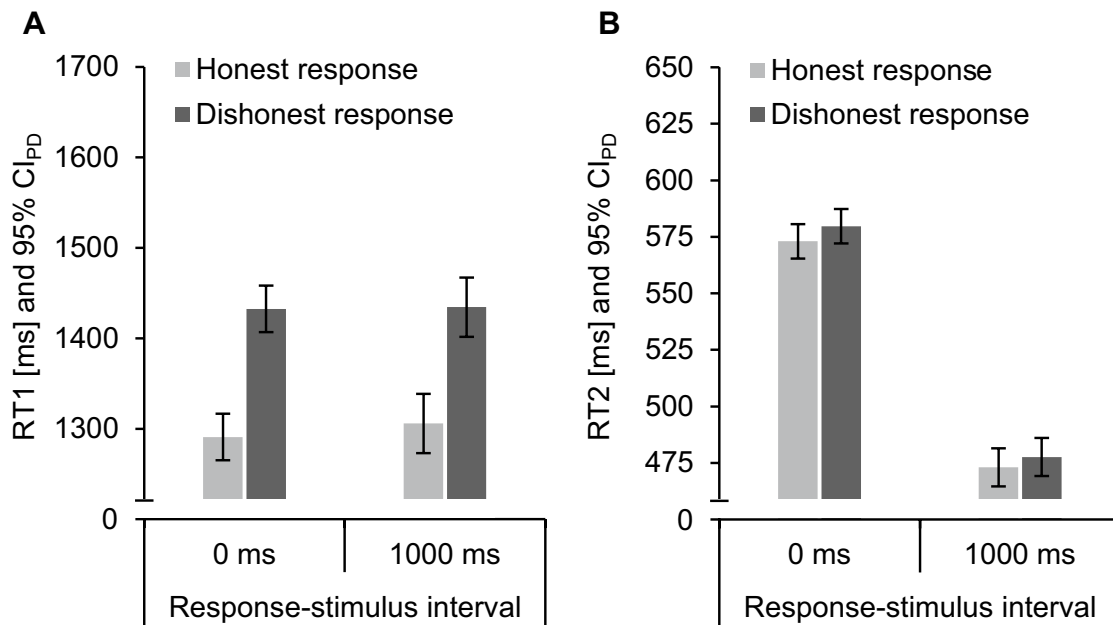 A
RT1 [ms] and 95% CIPD
1700
1600
1500
1400
1300
0
Honest response
Dishonest response
0 ms
1000 ms
Response-stimulus interval
B
RT2 [ms] and 95% CIPD
650
625
600
575
550
525
500
475
0
Honest response
Dishonest response
0 ms
1000 ms
Response-stimulus interval